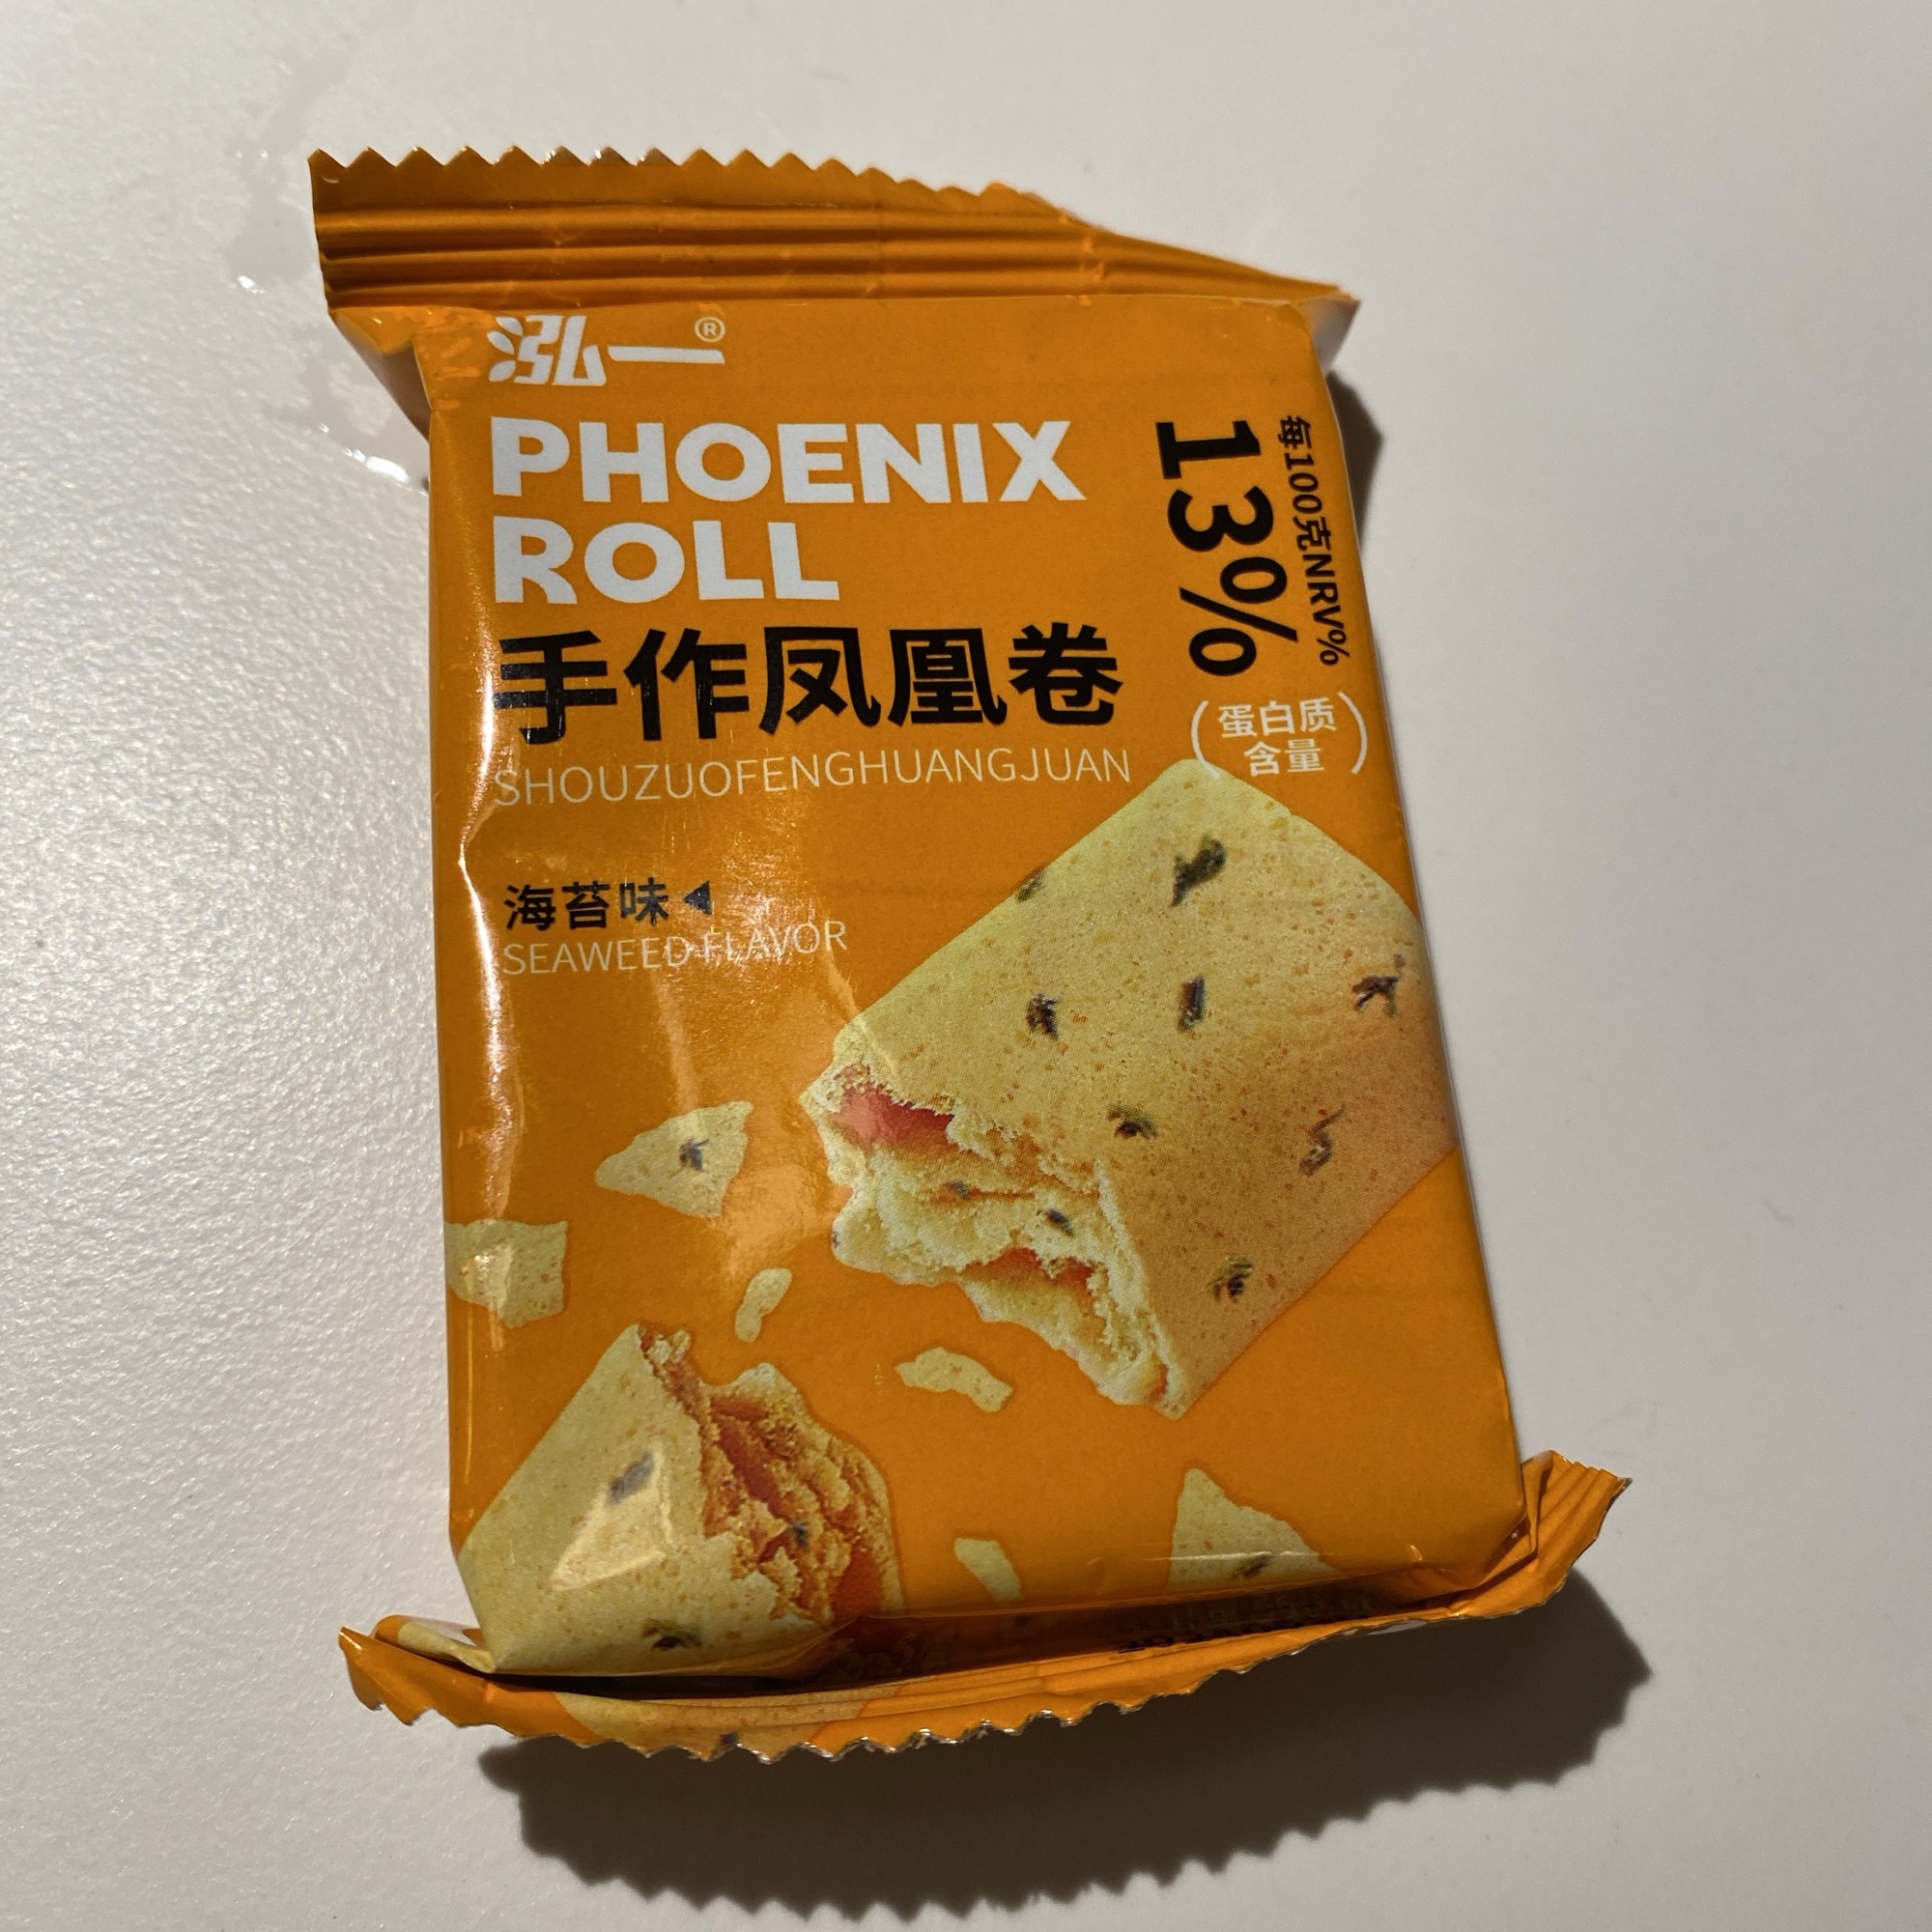 泓一®
PHOENIX
ROLL
手作凤凰卷
SHOUZUOFENGHUANGJUAN
每100克NRV%
13%
(蛋白质
含量)
海苔味
SEAWEED FLAVOR